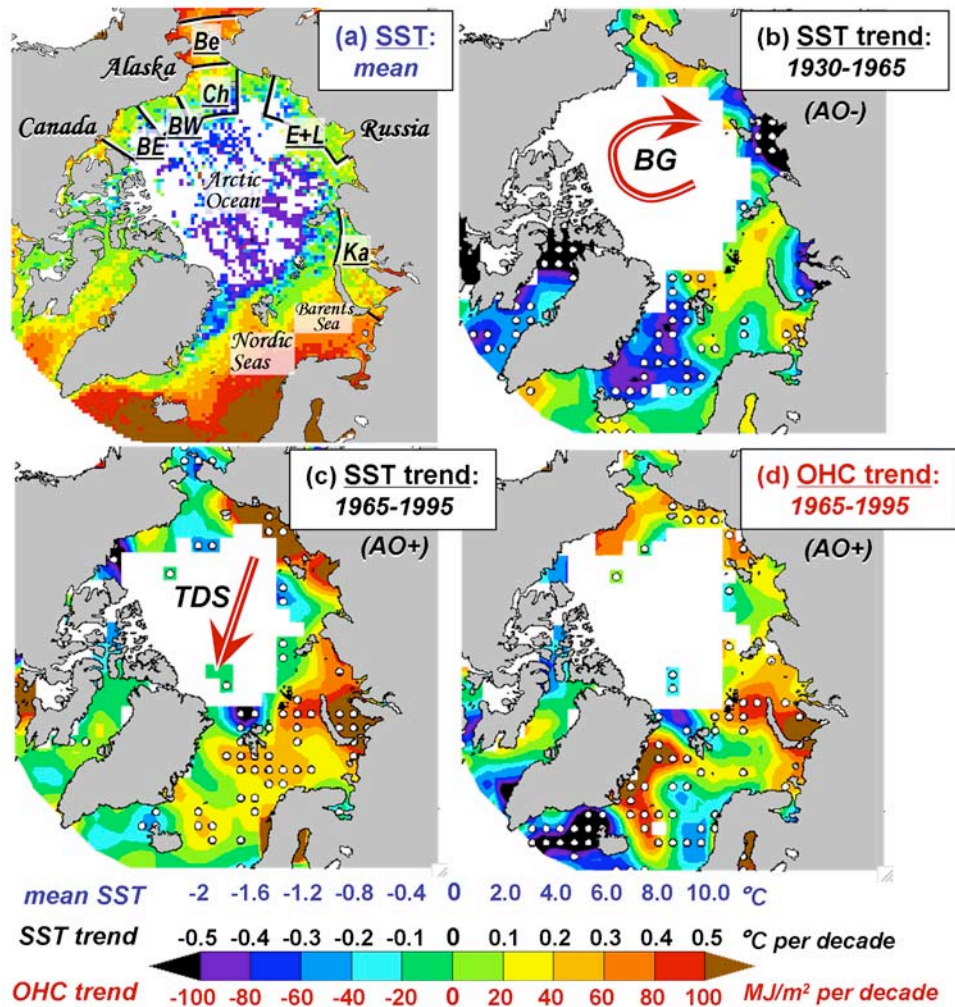 (a) SST:
mean
Be
Alaska
Ch
Canada
BW
BE
E+L
Russia
Arctic
Ocean
Ka
Barents
Sea
Nordic
Seas
(b) SST trend:
1930-1965
(AO-)
BG
(c) SST trend:
1965-1995
(AO+)
TDS
(d) OHC trend:
1965-1995
(AO+)
mean SST -2 -1.6 -1.2 -0.8 -0.4 0 2.0 4.0 6.0 8.0 10.0 °C
SST trend -0.5 -0.4 -0.3 -0.2 -0.1 0 0.1 0.2 0.3 0.4 0.5 °C per decade
OHC trend -100 -80 -60 -40 -20 0 20 40 60 80 100 MJ/m² per decade